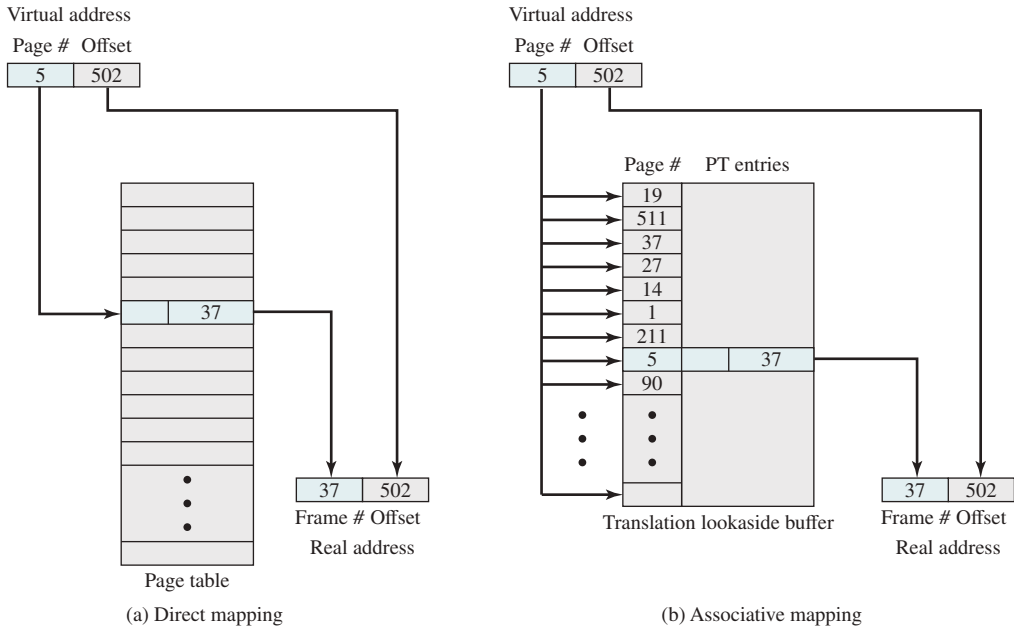 Virtual address
Page # Offset
5 502
37
37 502
Frame # Offset
Real address
Page table
(a) Direct mapping
Virtual address
Page # Offset
5 502
Page # PT entries
19
511
37
27
14
1
211
5 37
90
37 502
Frame # Offset
Translation lookaside buffer
Real address
(b) Associative mapping